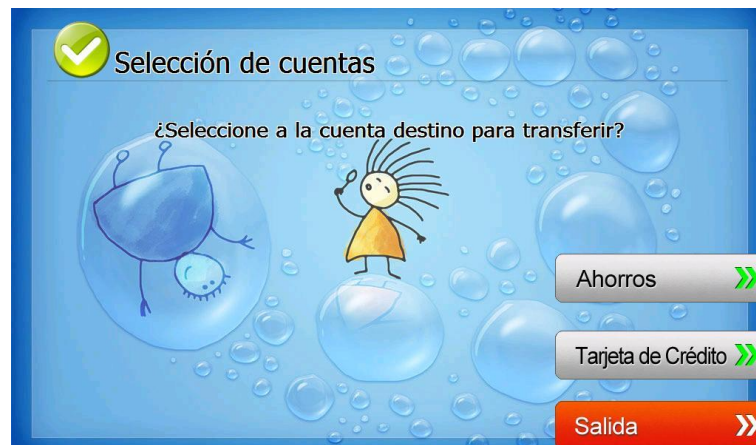 Selección de cuentas
¿Seleccione a la cuenta destino para transferir?
Ahorros
Tarjeta de Crédito
Salida